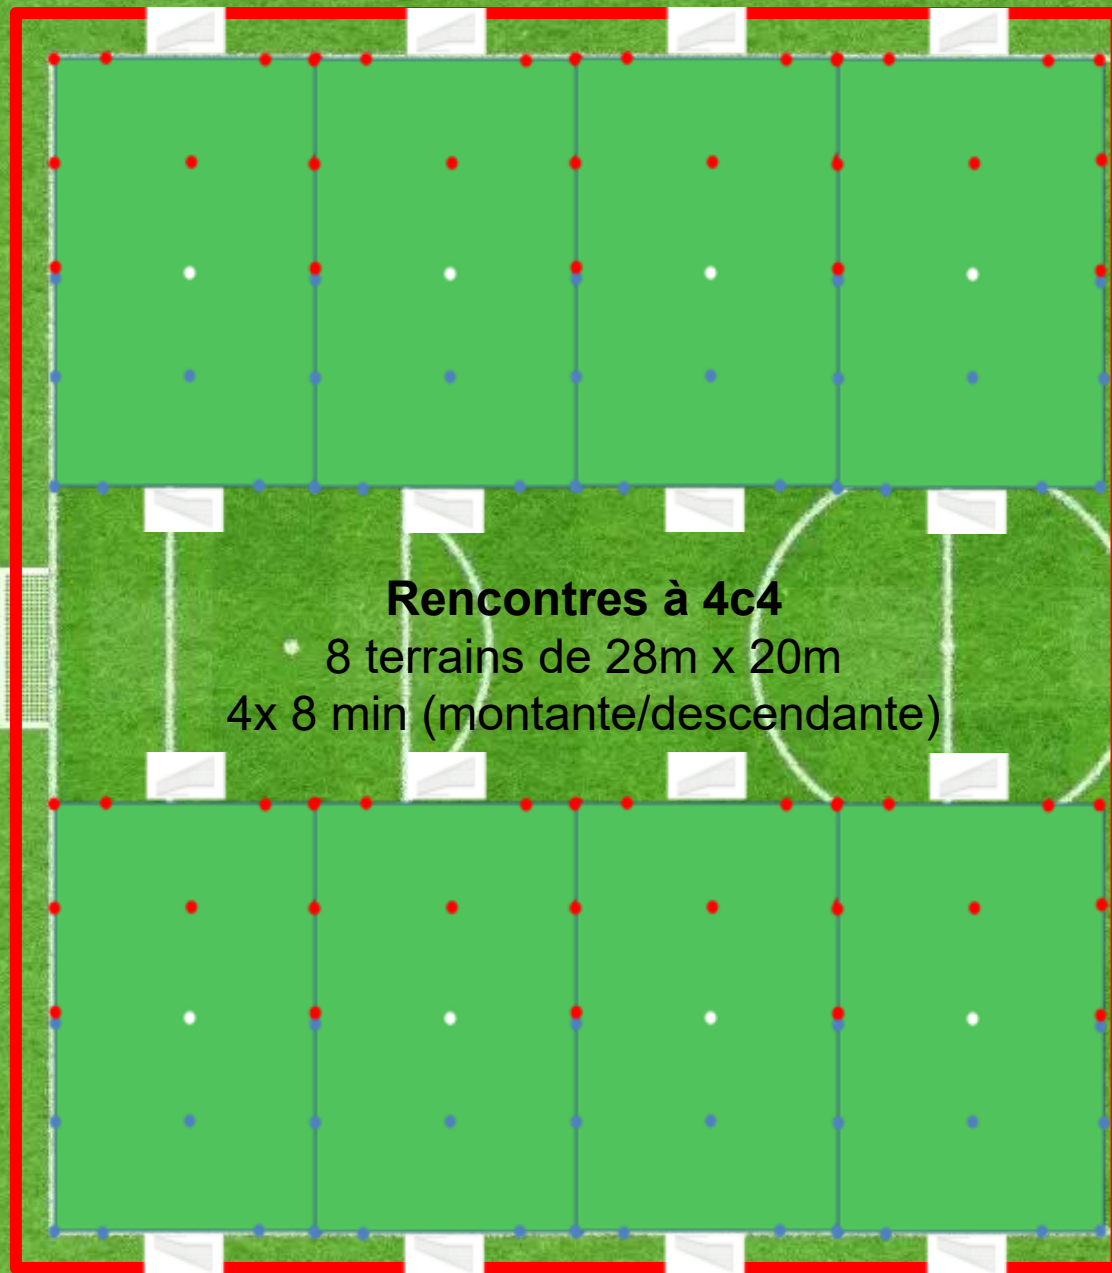 Rencontres à 4c4
8 terrains de 28m x 20m
4x 8 min (montante/descendante)